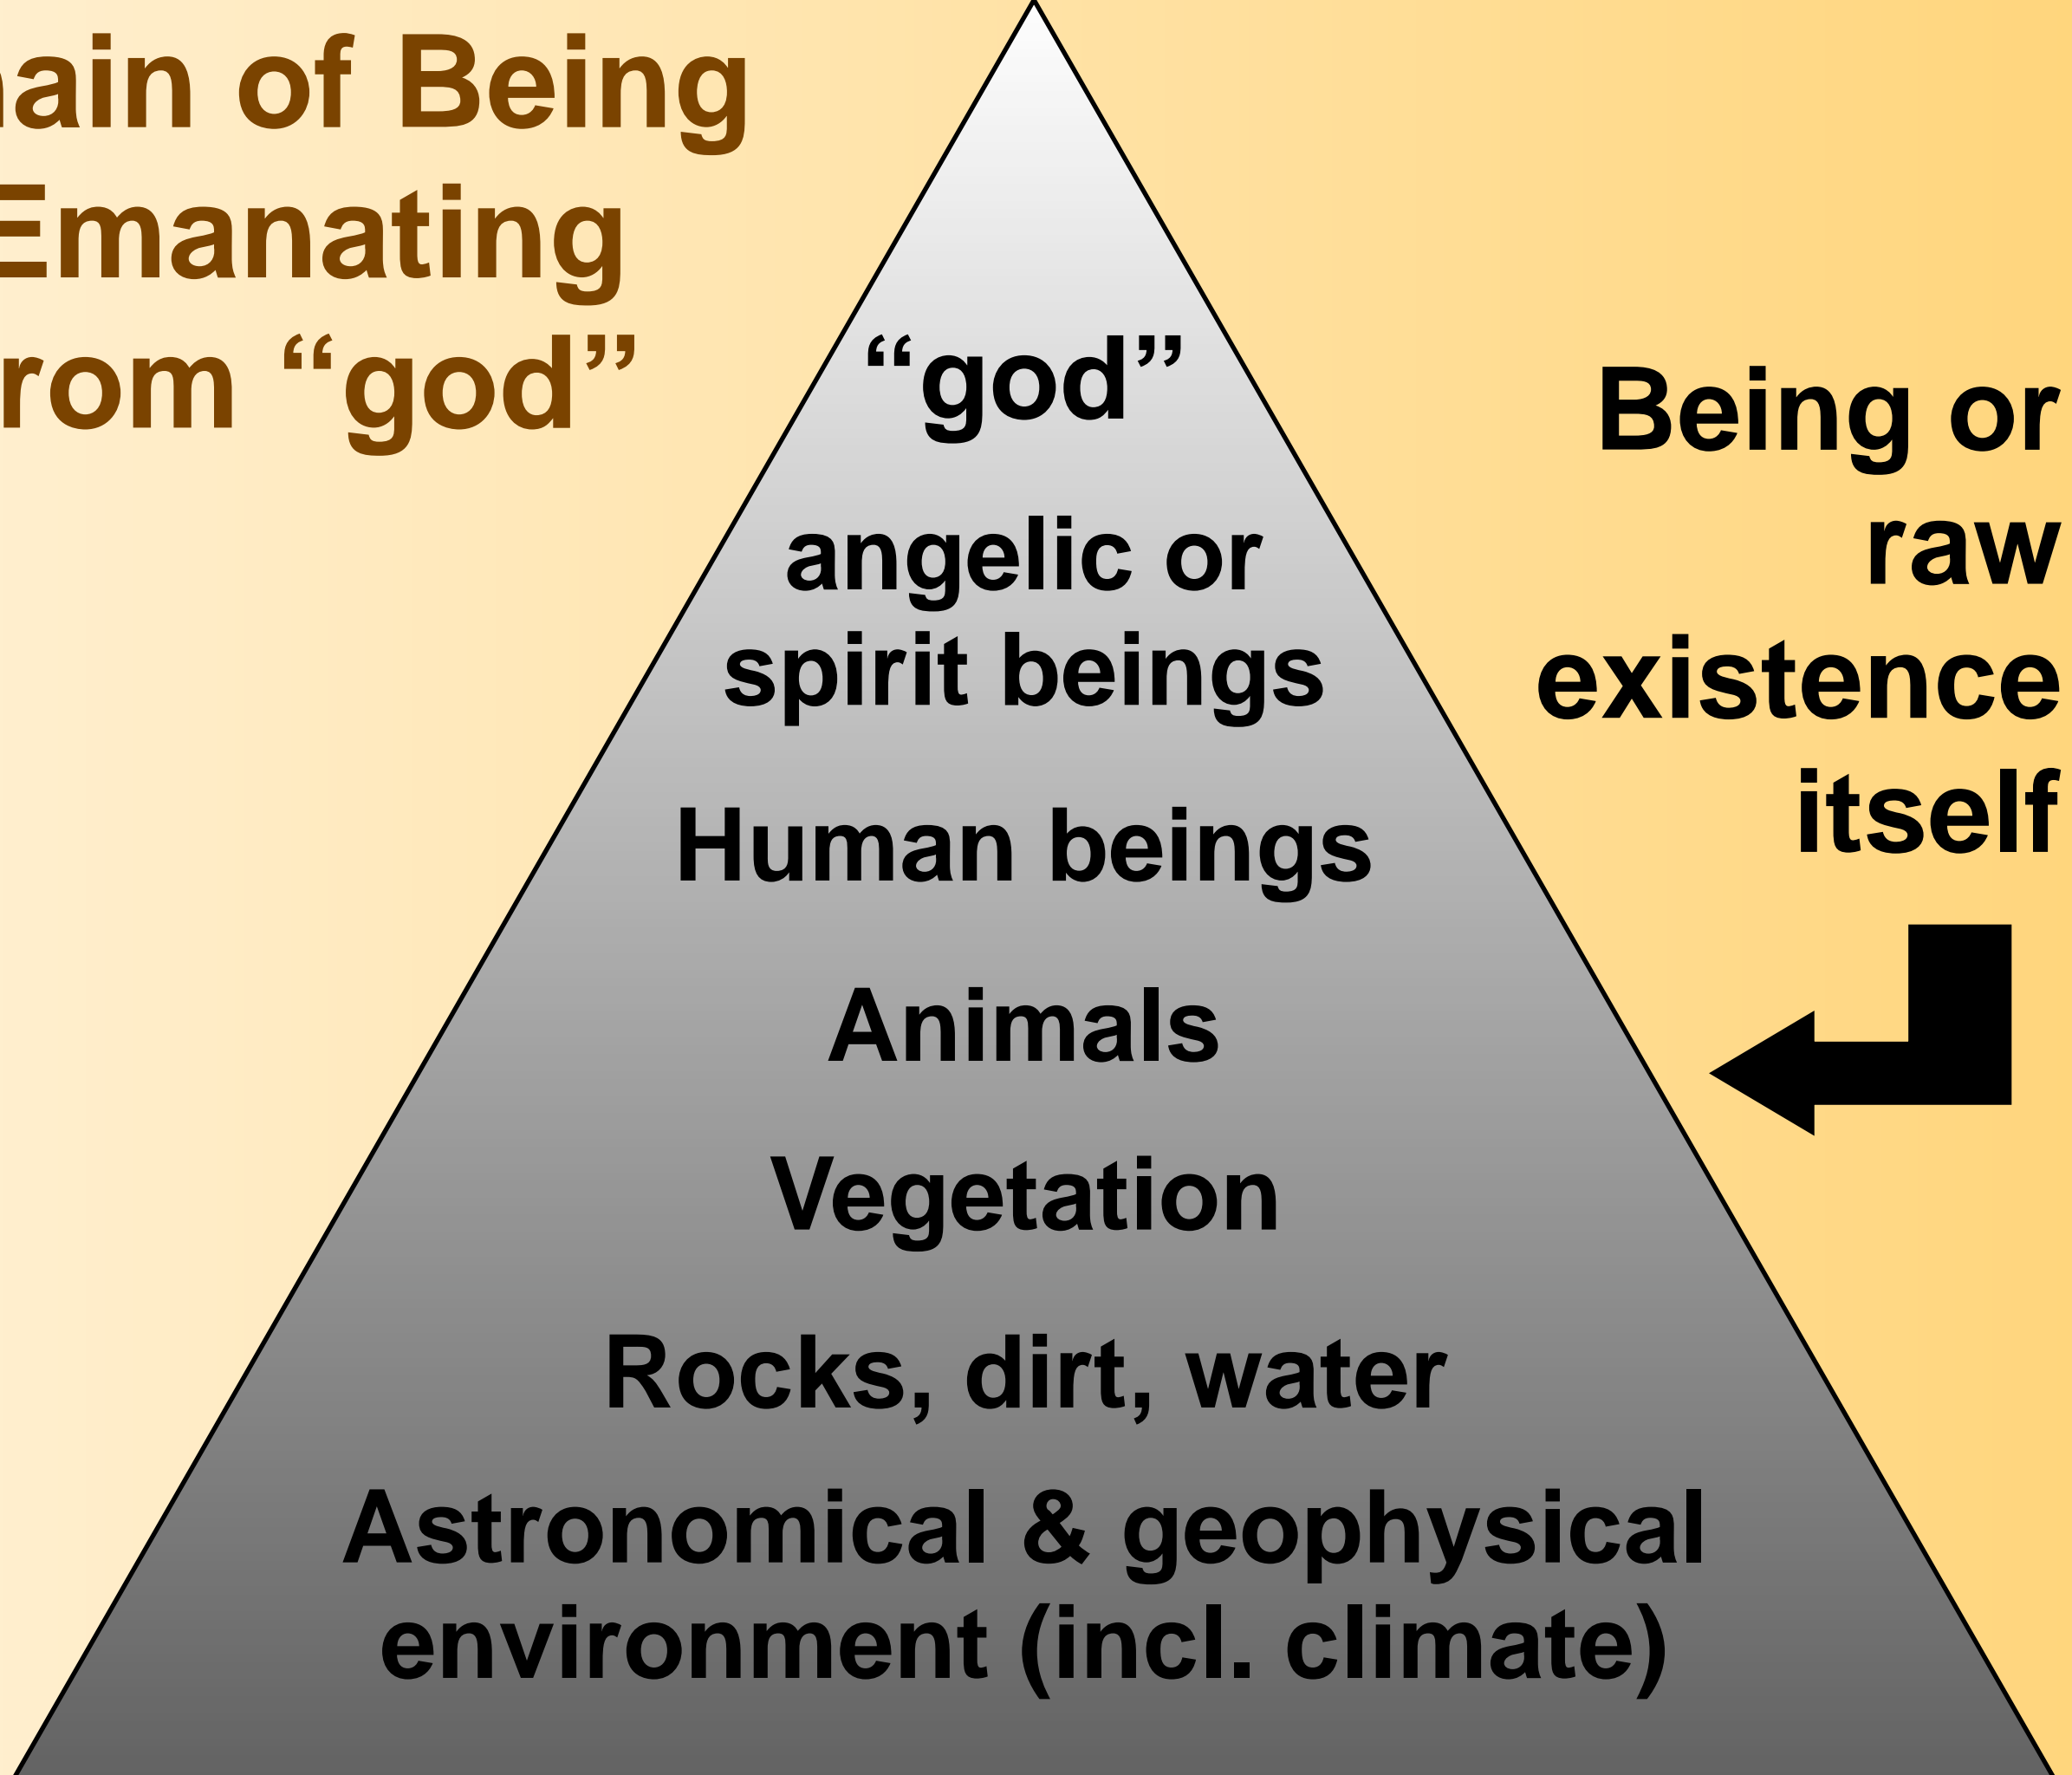 ain of Being
Emanating
rom “god”
“god”
angelic or
spirit beings
Human beings
Animals
Vegetation
Rocks, dirt, water
Astronomical & geophysical
environment (incl. climate)
Being or
raw
existence
itself